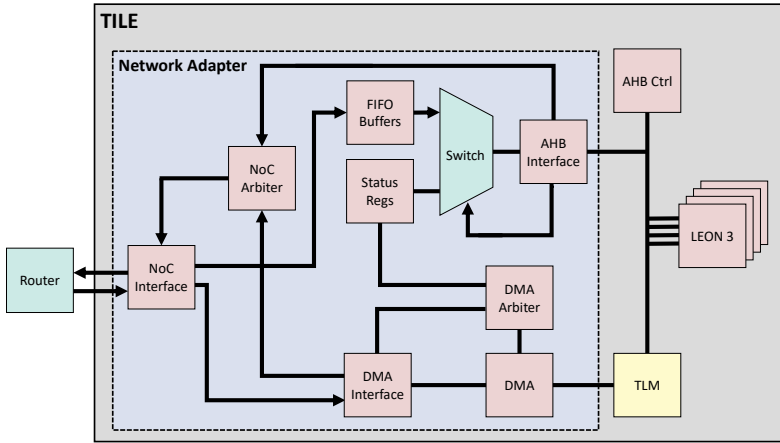 TILE
Network Adapter
AHB Ctrl
FIFO
Buffers
Switch
AHB
Interface
NoC
Arbiter
Status
Regs
LEON 3
Router
NoC
Interface
DMA
Arbiter
DMA
Interface
DMA
TLM